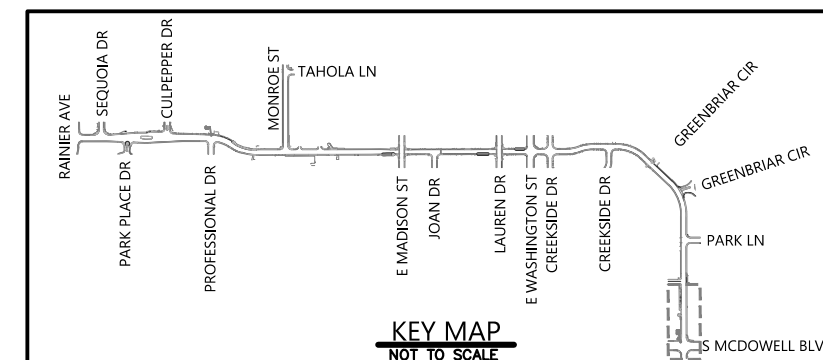 RAINIER AVE
SEQUOIA DR
PARK PLACE DR
CULPEPPER DR
PROFESSIONAL DR
MONROE ST
TAHOLA LN
E MADISON ST
JOAN DR
LAUREN DR
E WASHINGTON ST
CREEKSIDE DR
CREEKSIDE DR
GREENBRIAR CIR
GREENBRIAR CIR
PARK LN
S MCDOWELL BLV
KEY MAP
NOT TO SCALE